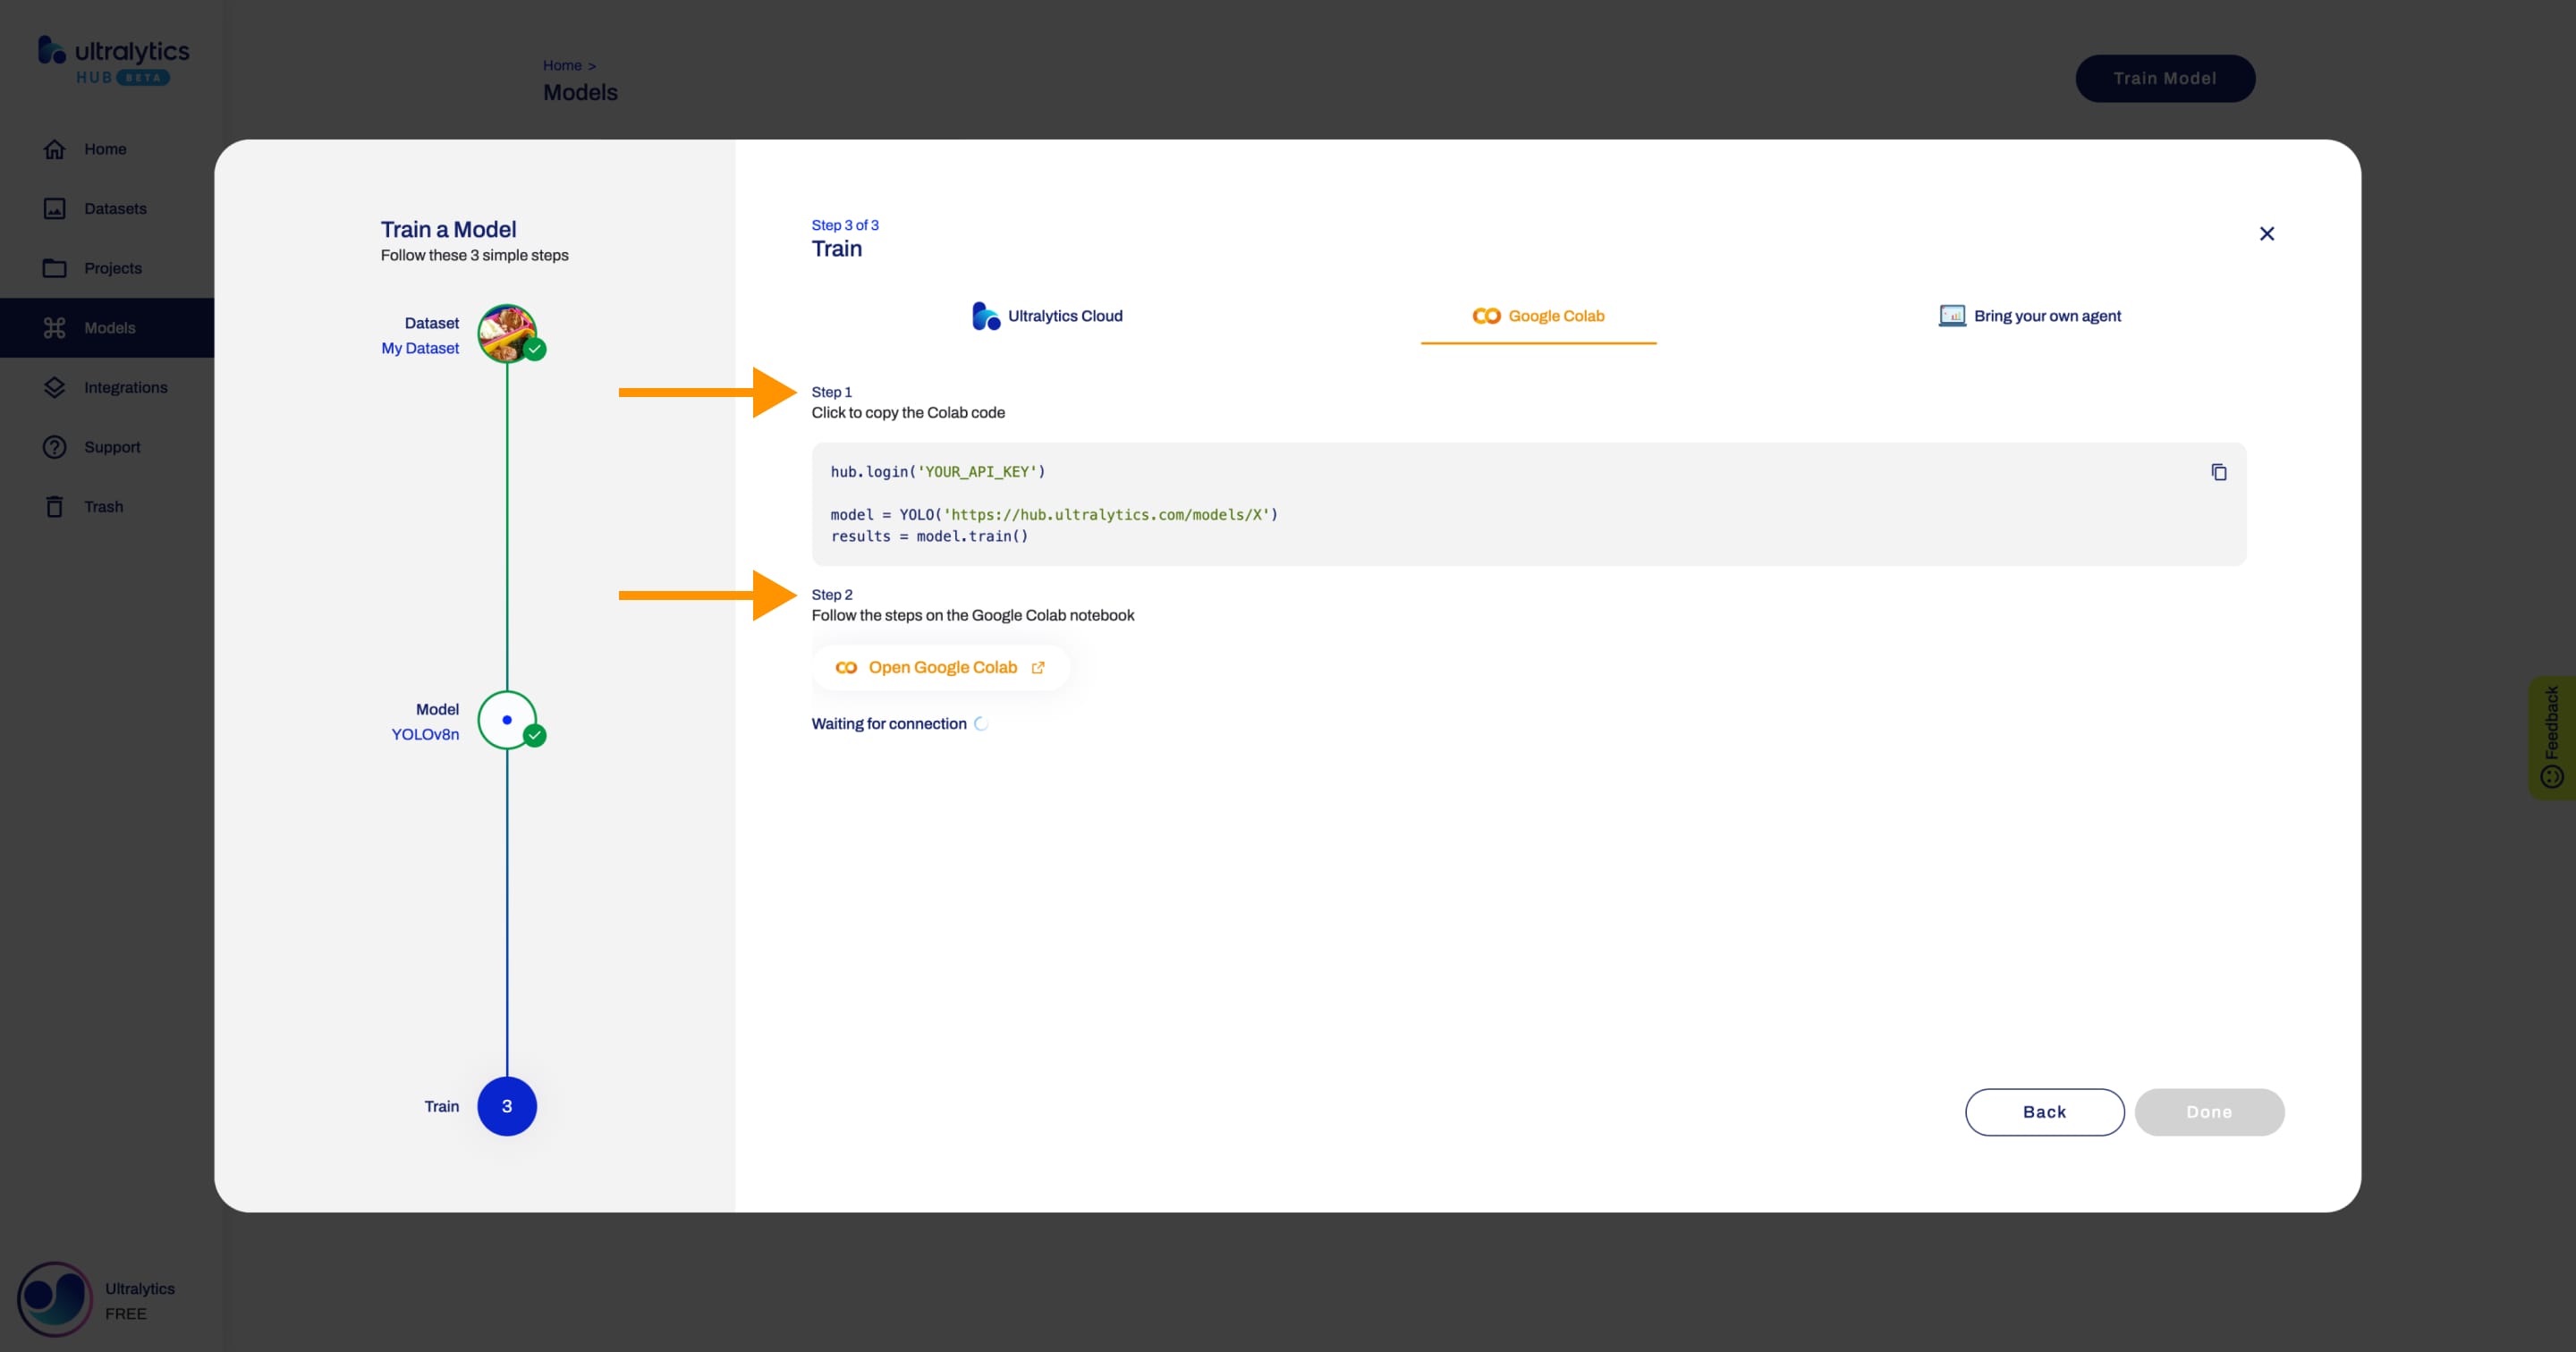 ultralytics
HUB BETA
Home
Datasets
Projects
Models
Integrations
Support
Trash
Ultralytics
FREE
Home >
Models
Train Model
Train a Model
Follow these 3 simple steps
Dataset
My Dataset
Model
YOLOv8n
Train
3
Step 3 of 3
Train
Ultralytics Cloud
Google Colab
Bring your own agent
Step 1
Click to copy the Colab code
hub.login('YOUR_API_KEY')
model = YOLO('https://hub.ultralytics.com/models/X')
results = model.train()
Step 2
Follow the steps on the Google Colab notebook
Open Google Colab
Waiting for connection
Back
Done
Feedback